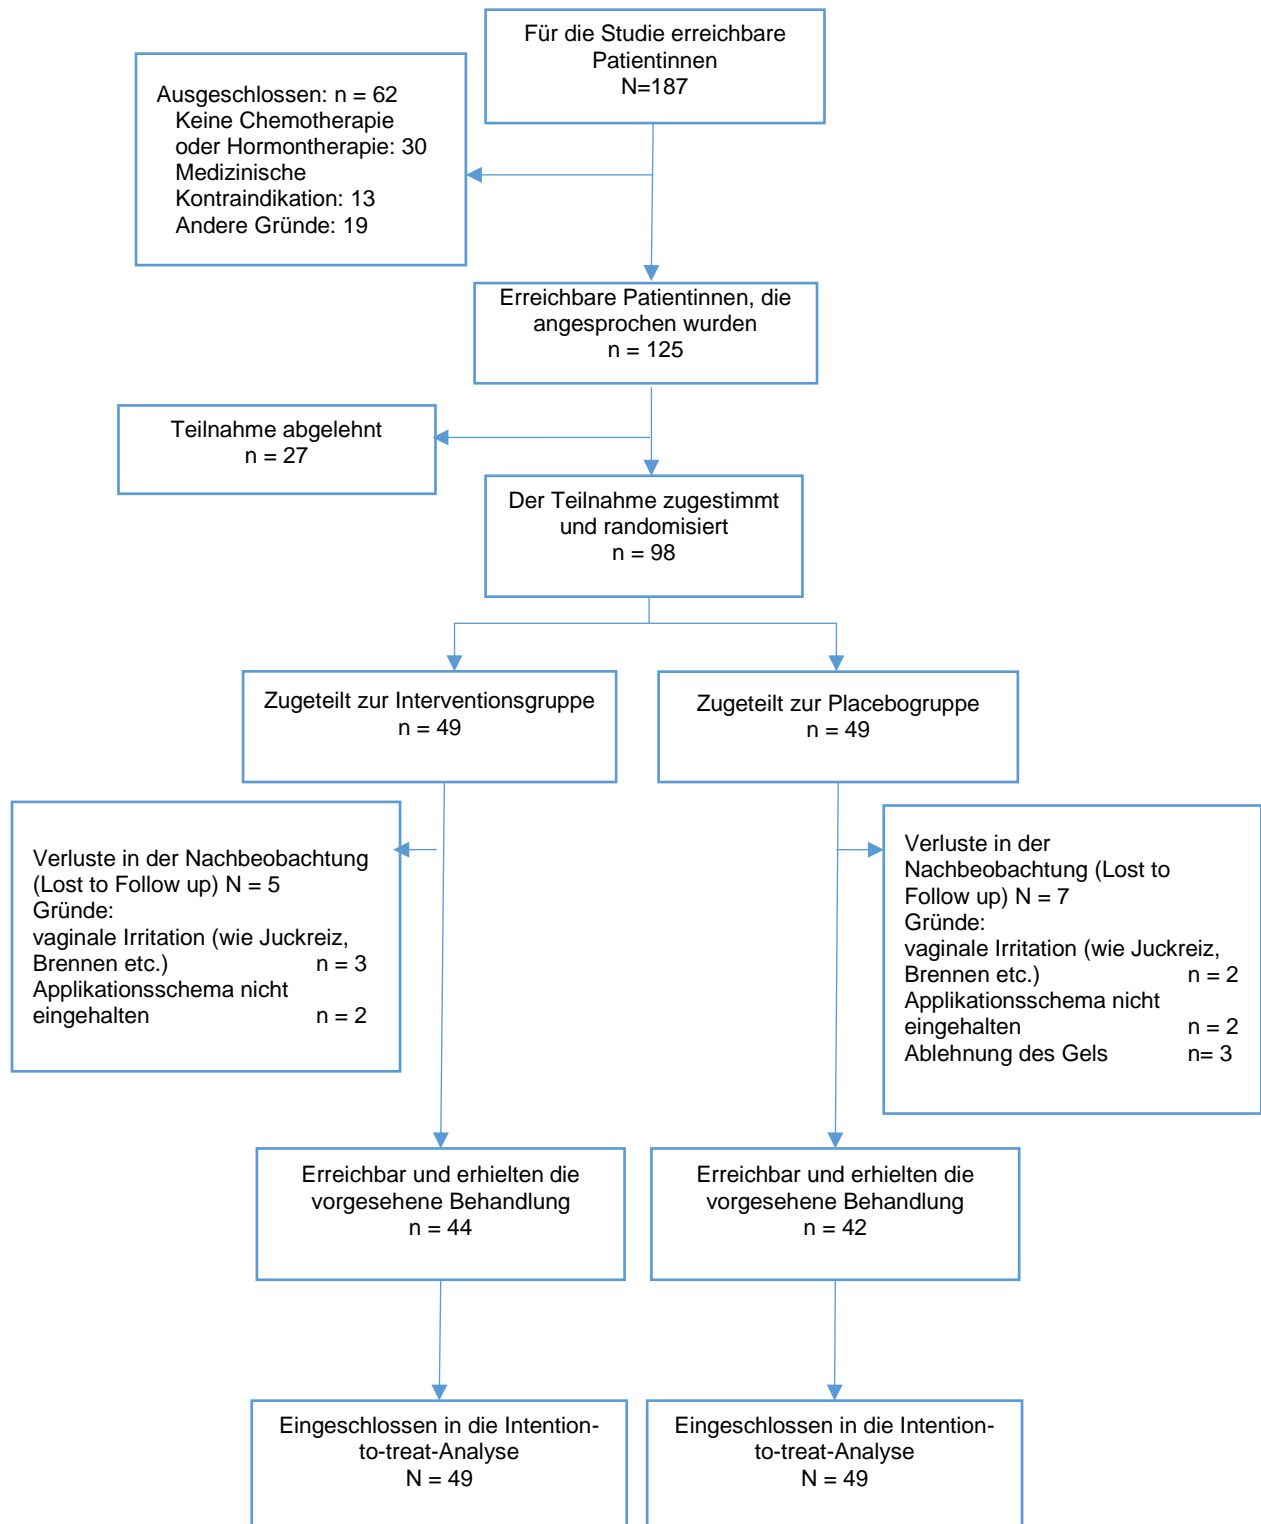 Für die Studie erreichbare
Patientinnen
N=187
Ausgeschlossen: n = 62
Keine Chemotherapie
oder Hormontherapie: 30
Medizinische
Kontraindikation: 13
Andere Gründe: 19
Erreichbare Patientinnen, die
angesprochen wurden
n = 125
Teilnahme abgelehnt
n = 27
Der Teilnahme zugestimmt
und randomisiert
n = 98
Zugeteilt zur Interventionsgruppe
n = 49
Zugeteilt zur Placebogruppe
n = 49
Verluste in der Nachbeobachtung
(Lost to Follow up) N = 5
Gründe:
vaginale Irritation (wie Juckreiz,
Brennen etc.) n = 3
Applikationsschema nicht
eingehalten n = 2
Verluste in der
Nachbeobachtung (Lost to
Follow up) N = 7
Gründe:
vaginale Irritation (wie Juckreiz,
Brennen etc.) n = 2
Applikationsschema nicht
eingehalten n = 2
Ablehnung des Gels n= 3
Erreichbar und erhielten die
vorgesehene Behandlung
n = 44
Erreichbar und erhielten die
vorgesehene Behandlung
n = 42
Eingeschlossen in die Intention-
to-treat-Analyse
N = 49
Eingeschlossen in die Intention-
to-treat-Analyse
N = 49